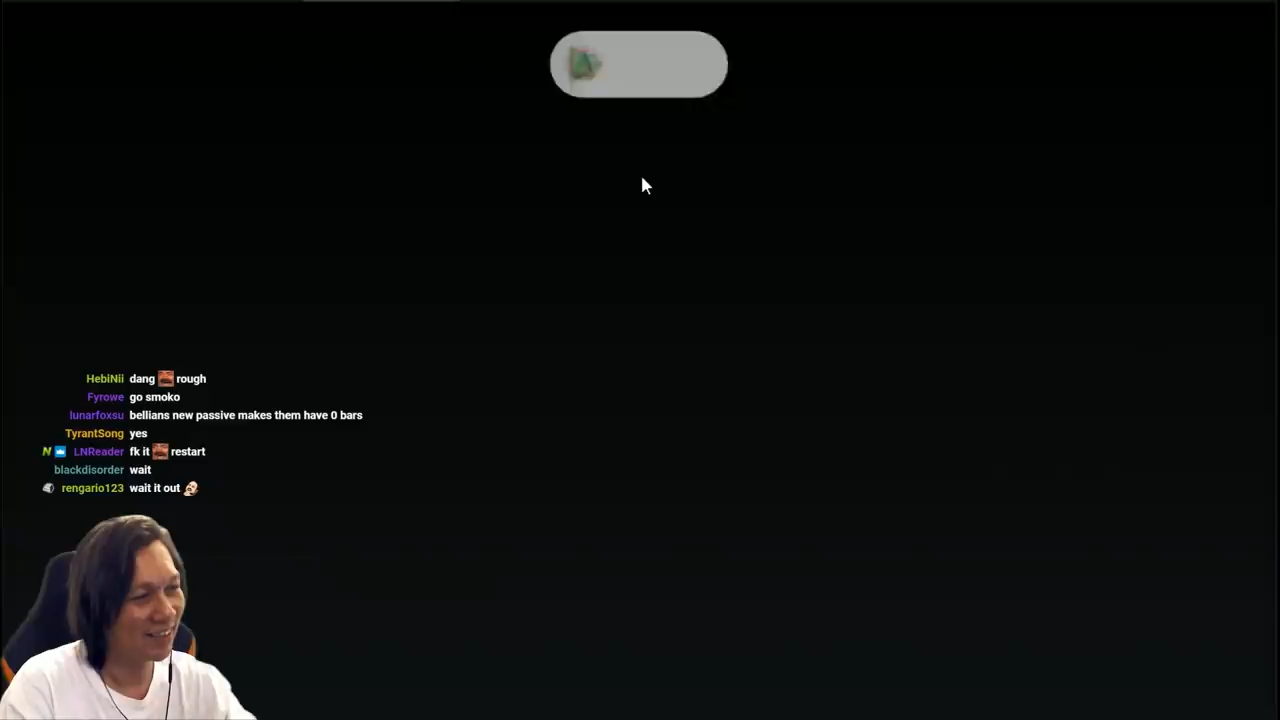 HebiNii dang rough
Fyrowe go smoko
lunarfoxsu bellians new passive makes them have 0 bars
TyrantSong yes
N LNReader fk it restart
blackdisorder wait
rengario123 wait it out